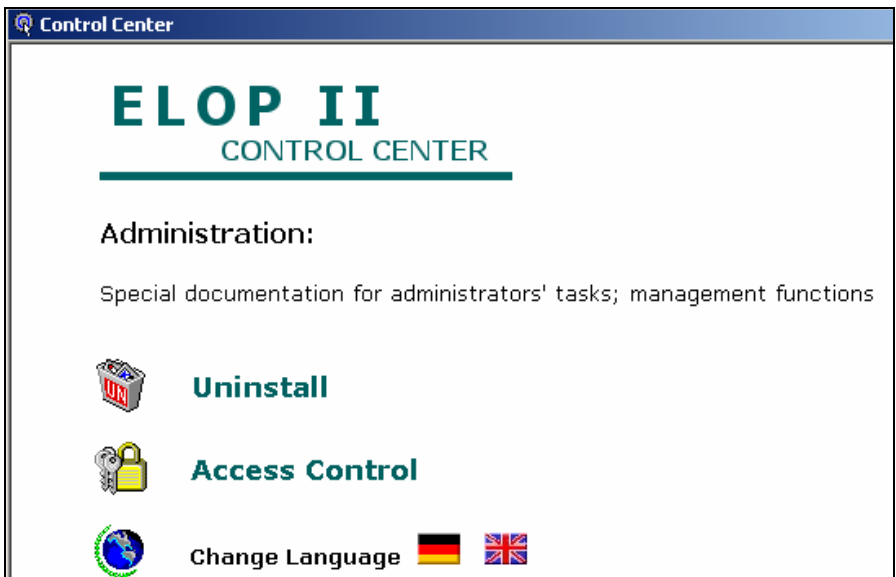 Control Center
ELOP II
CONTROL CENTER
Administration:
Special documentation for administrators' tasks; management functions
UN
Uninstall
Access Control
Change Language